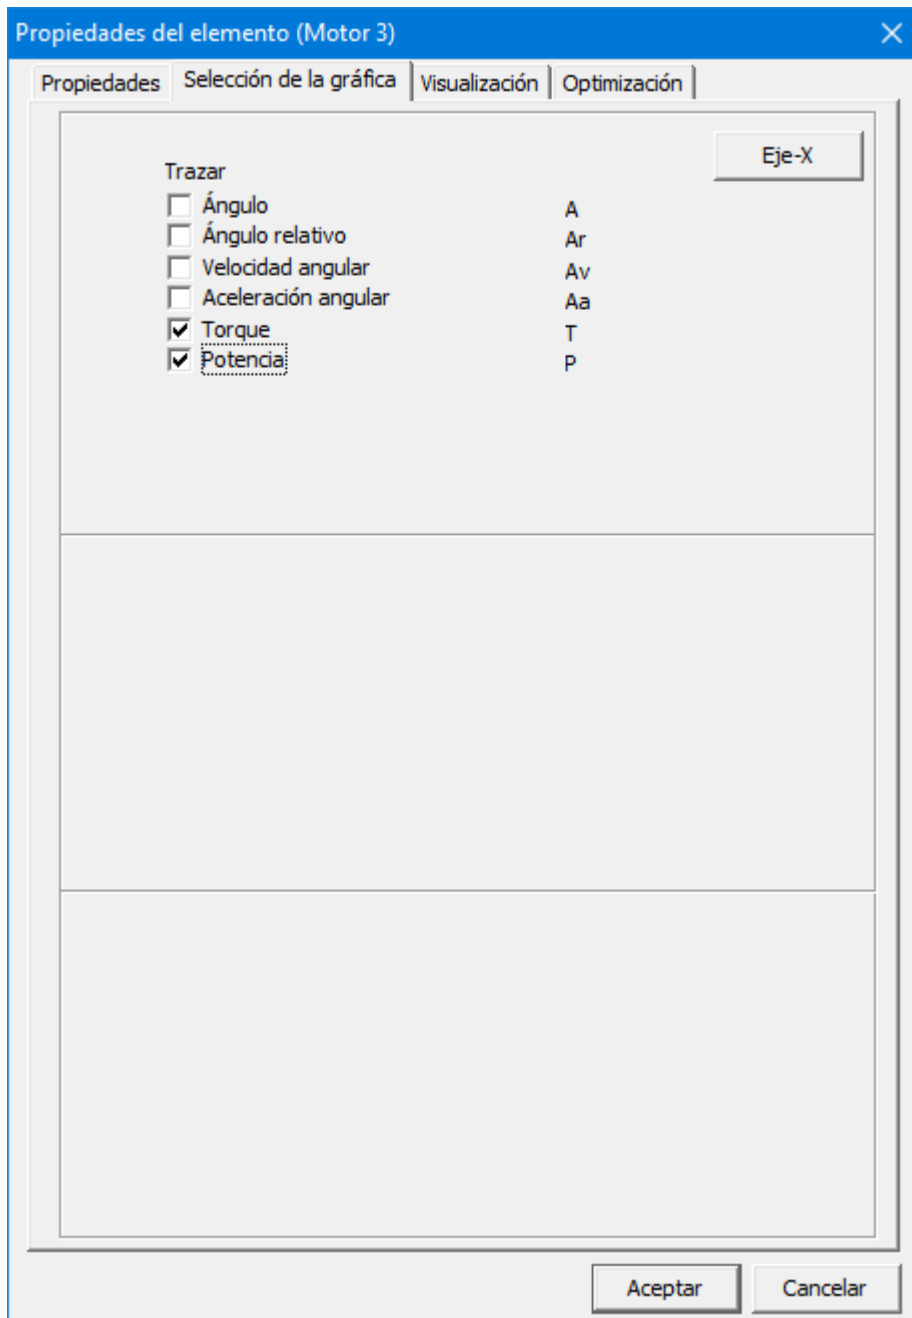 Propiedades del elemento (Motor 3)
Propiedades Selección de la gráfica Visualización Optimización
Eje-X
Trazar
Ángulo A
Ángulo relativo Ar
Velocidad angular Av
Aceleración angular Aa
Torque T
Potencia P
Aceptar Cancelar